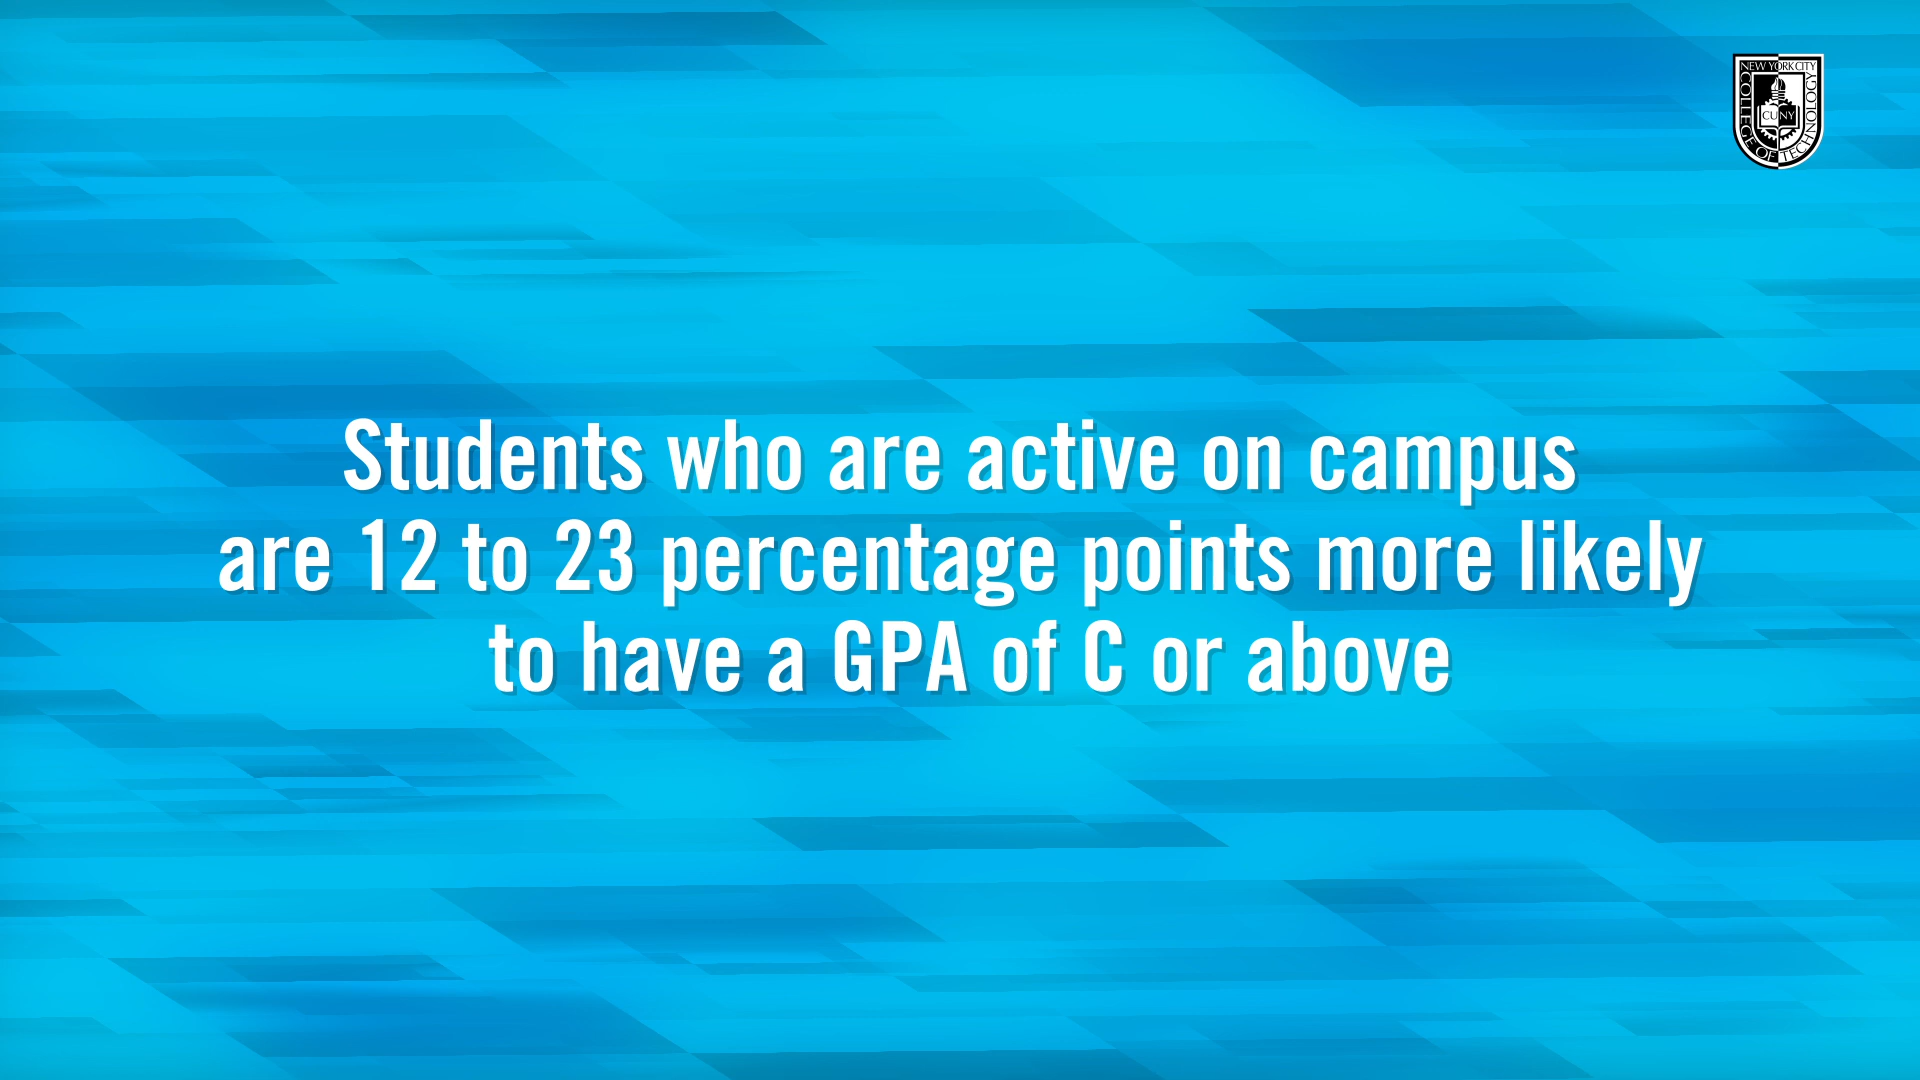 NEW YORK CITY
COLLEGE OF TECHNOLOGY
CUNY
Students who are active on campus
are 12 to 23 percentage points more likely
to have a GPA of C or above